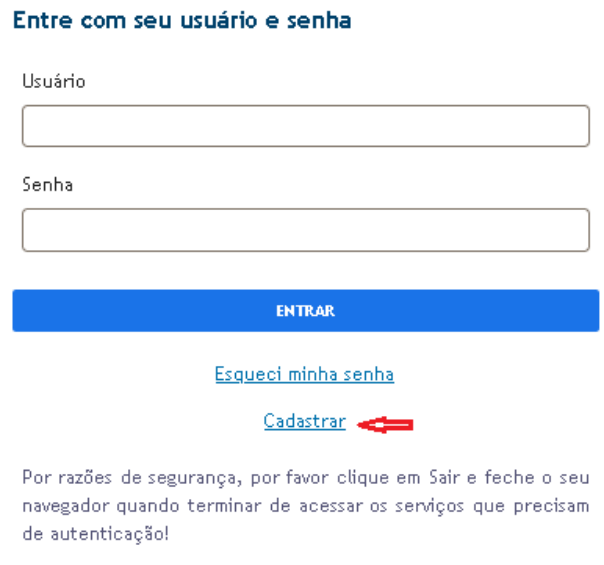 Entre com seu usuário e senha
Usuário
Senha
ENTRAR
Esqueci minha senha
Cadastrar
Por razões de segurança, por favor clique em Sair e feche o seu
navegador quando terminar de acessar os serviços que precisam
de autenticação!